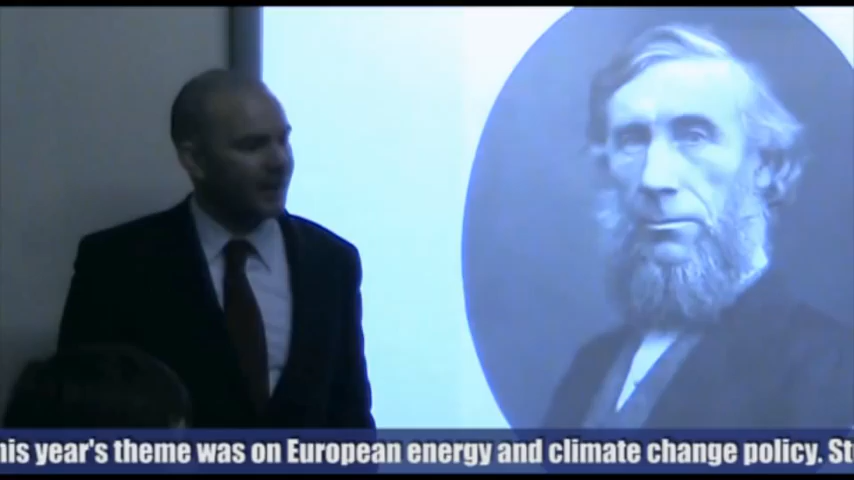 his year's theme was on European energy and climate change policy. St